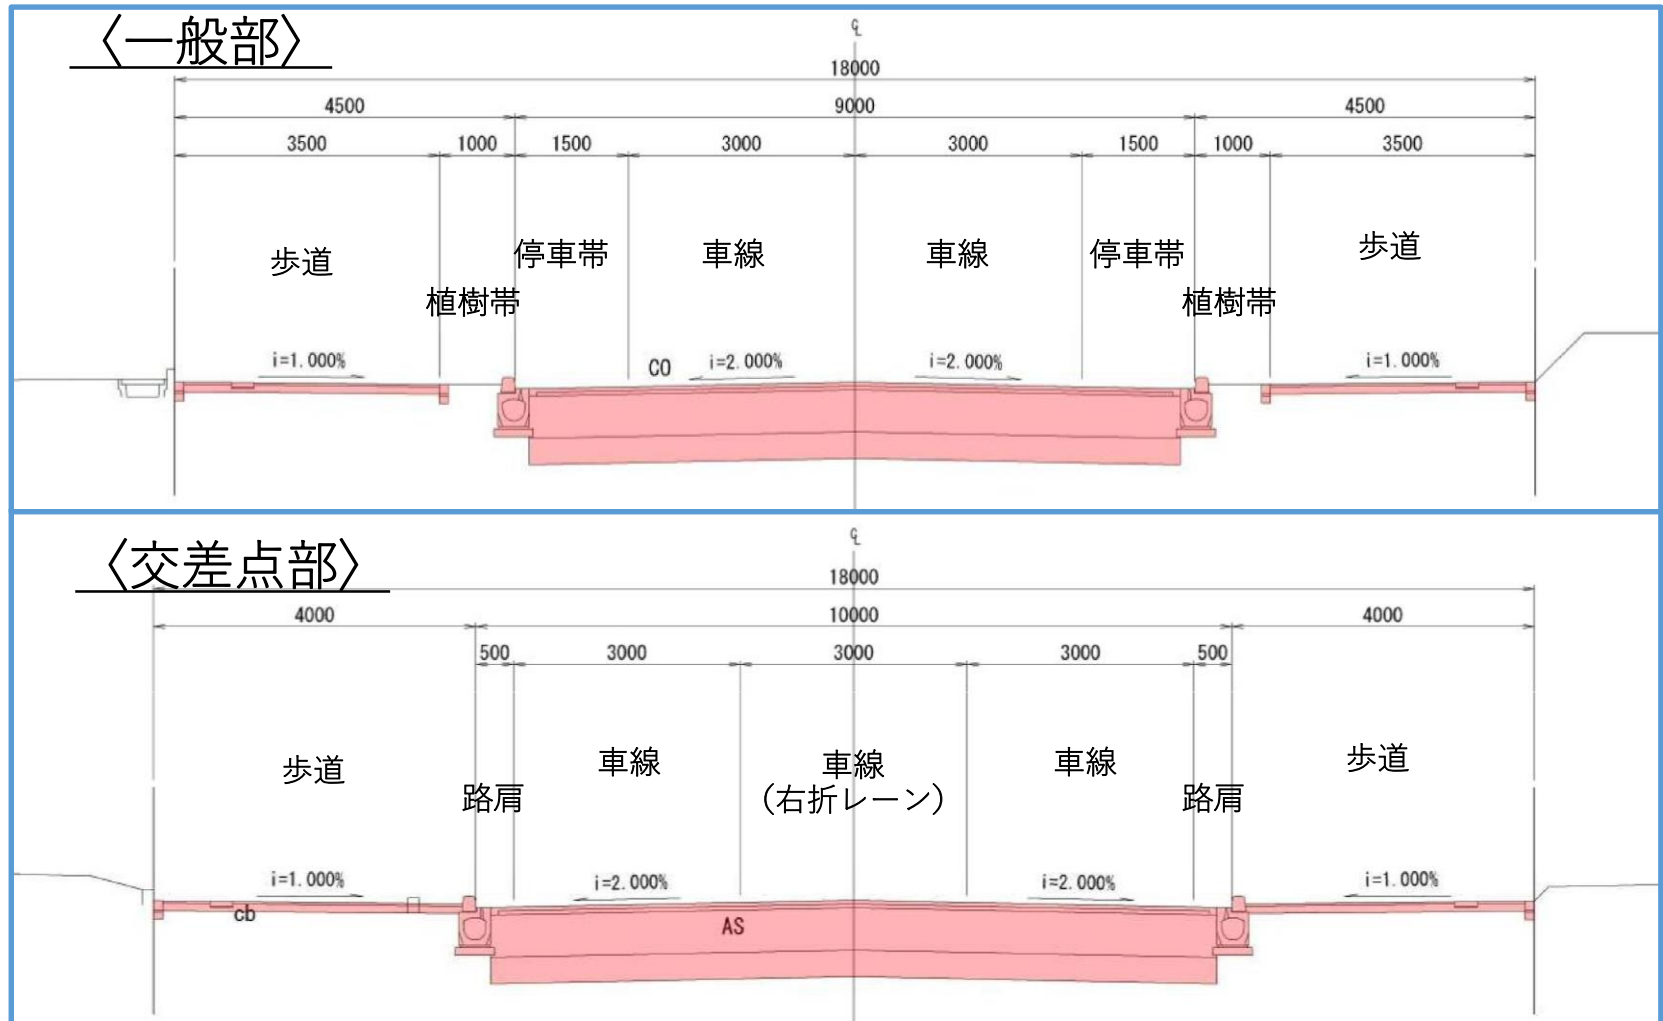 〈一般部〉
℄
18000
4500 9000 4500
3500 1000 1500 3000 3000 1500 1000 3500
歩道 植樹帯 停車帯 車線 車線 停車帯 植樹帯 歩道
i=1.000% CO i=2.000% i=2.000% i=1.000%
〈交差点部〉
℄
18000
4000 10000 4000
500 3000 3000 3000 500
歩道 路肩 車線 車線 車線 路肩 歩道
(右折レーン)
i=1.000% i=2.000% i=2.000% i=1.000%
cb AS